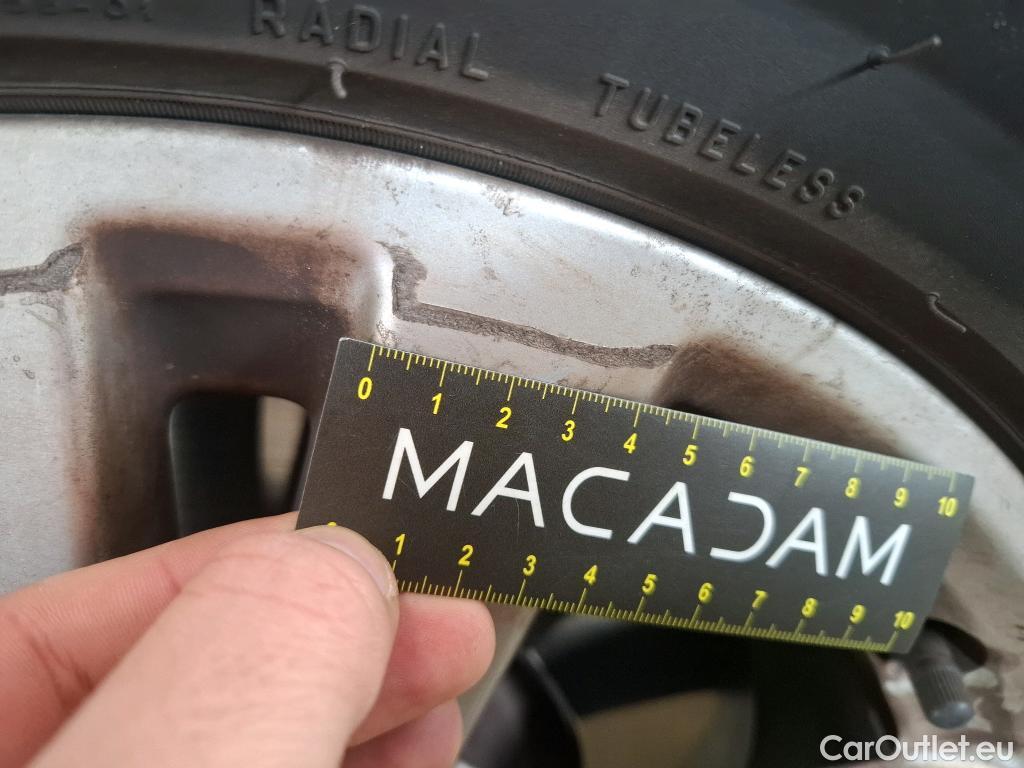 RADIAL
TUBELESS
0 1 2 3 4 5 6 7 8 9 10
MACADAM
1 2 3 4 5 6 7 8 9 10
CarOutlet.eu